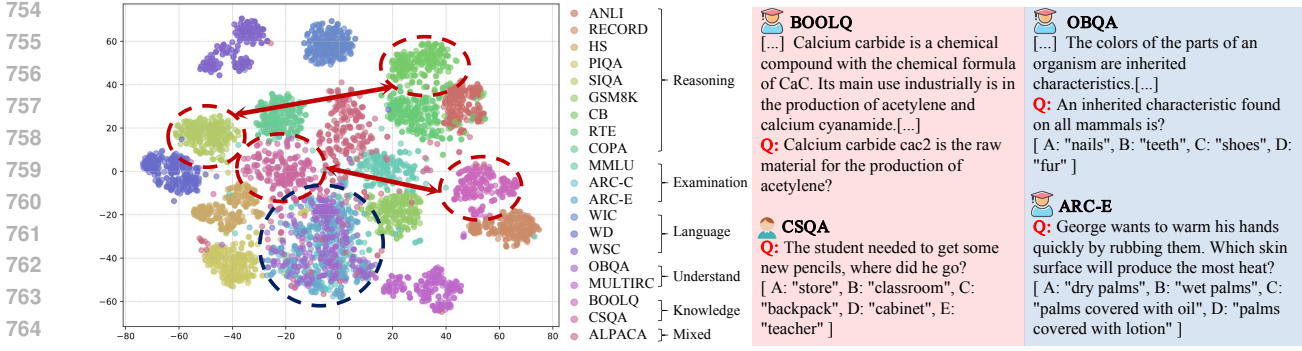 754
755
756
757
758
759
760
761
762
763
764
60
40
20
0
−20
−40
−60
−80
−60
−40
−20
0
20
40
60
80
ANLI
RECORD
HS
PIQA
SIQA
GSM8K
CB
RTE
COPA
MMLU
ARC-C
ARC-E
WIC
WD
WSC
OBQA
MULTIRC
BOOLQ
CSQA
ALPACA
Reasoning
Examination
Language
Understand
Knowledge
Mixed
BOOLQ
[...] Calcium carbide is a chemical
compound with the chemical formula
of CaC. Its main use industrially is in
the production of acetylene and
calcium cyanamide.[...]
Q: Calcium carbide cac2 is the raw
material for the production of
acetylene?
CSQA
Q: The student needed to get some
new pencils, where did he go?
[ A: "store", B: "classroom", C:
"backpack", D: "cabinet", E:
"teacher" ]
OBQA
[...] The colors of the parts of an
organism are inherited
characteristics.[...]
Q: An inherited characteristic found
on all mammals is?
[ A: "nails", B: "teeth", C: "shoes", D:
"fur" ]
ARC-E
Q: George wants to warm his hands
quickly by rubbing them. Which skin
surface will produce the most heat?
[ A: "dry palms", B: "wet palms", C:
"palms covered with oil", D: "palms
covered with lotion" ]